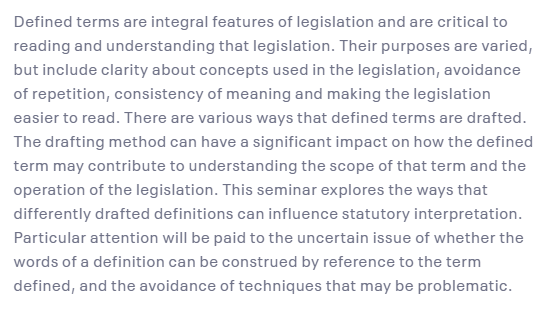 Defined terms are integral features of legislation and are critical to
reading and understanding that legislation. Their purposes are varied,
but include clarity about concepts used in the legislation, avoidance
of repetition, consistency of meaning and making the legislation
easier to read. There are various ways that defined terms are drafted.
The drafting method can have a significant impact on how the defined
term may contribute to understanding the scope of that term and the
operation of the legislation. This seminar explores the ways that
differently drafted definitions can influence statutory interpretation.
Particular attention will be paid to the uncertain issue of whether the
words of a definition can be construed by reference to the term
defined, and the avoidance of techniques that may be problematic.